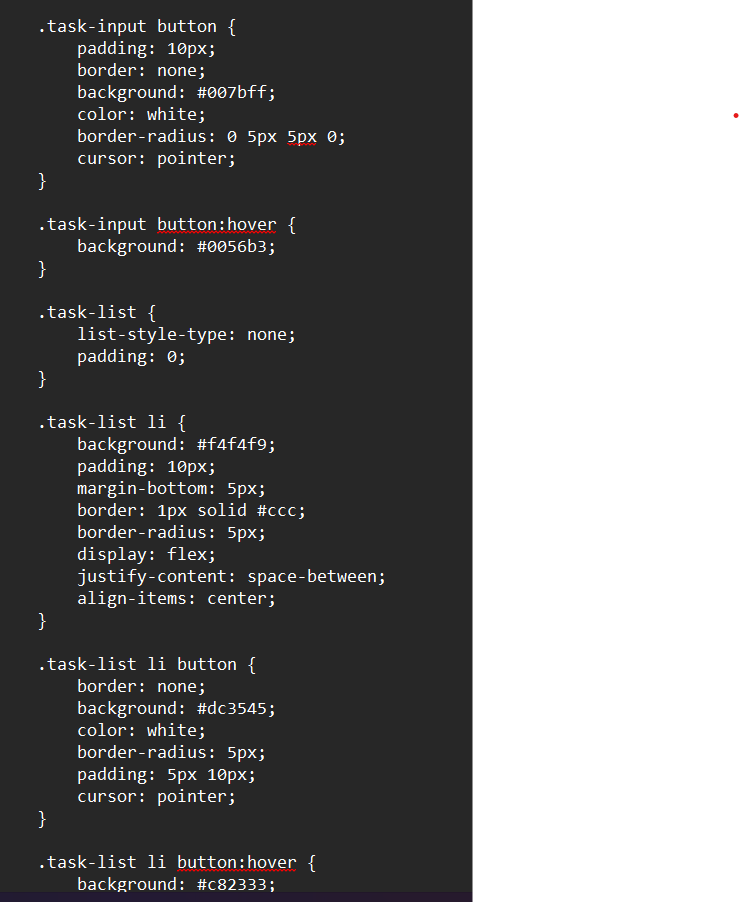 .task-input button {
    padding: 10px;
    border: none;
    background: #007bff;
    color: white;
    border-radius: 0 5px 5px 0;
    cursor: pointer;
}
.task-input button:hover {
    background: #0056b3;
}
.task-list {
    list-style-type: none;
    padding: 0;
}
.task-list li {
    background: #f4f4f9;
    padding: 10px;
    margin-bottom: 5px;
    border: 1px solid #ccc;
    border-radius: 5px;
    display: flex;
    justify-content: space-between;
    align-items: center;
}
.task-list li button {
    border: none;
    background: #dc3545;
    color: white;
    border-radius: 5px;
    padding: 5px 10px;
    cursor: pointer;
}
.task-list li button:hover {
    background: #c82333;